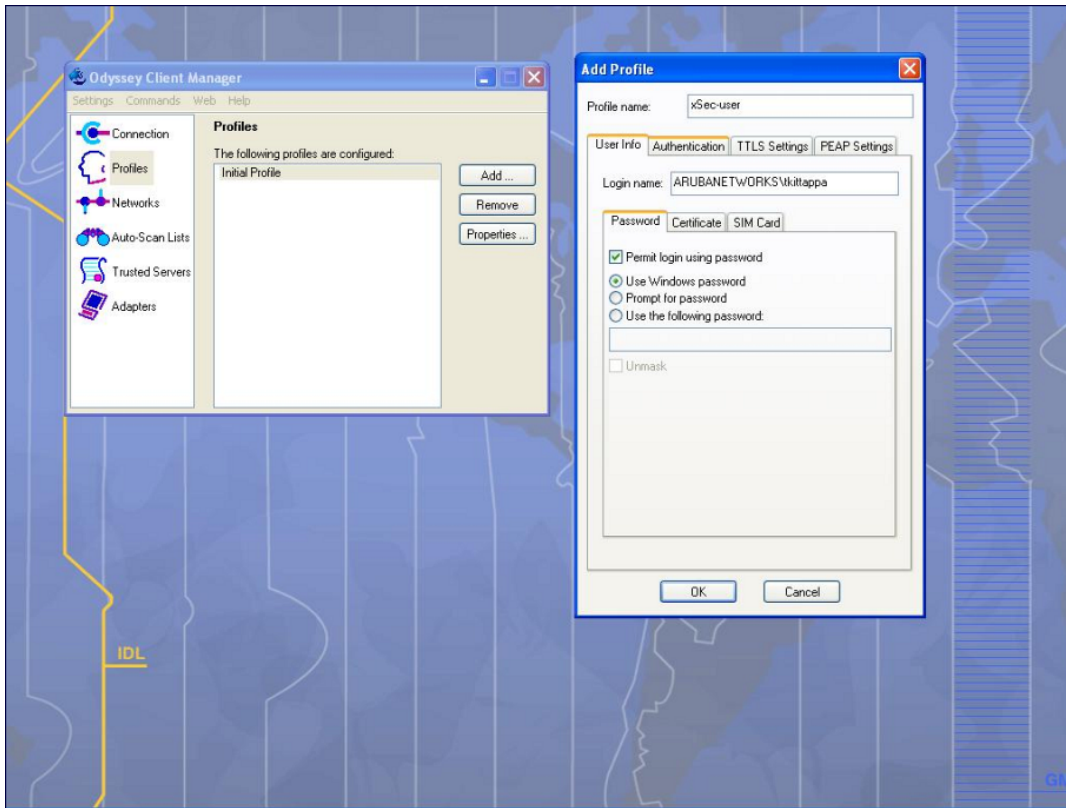 Odyssey Client Manager
Settings Commands Web Help
Connection
Profiles
Networks
Auto-Scan Lists
Trusted Servers
Adapters
Profiles
The following profiles are configured:
Initial Profile
Add ...
Remove
Properties ...
Add Profile
Profile name: xSec-user
User Info Authentication TTLS Settings PEAP Settings
Login name: ARUBANETWORKS\tkittappa
Password Certificate SIM Card
Permit login using password
Use Windows password
Prompt for password
Use the following password:
Unmask
OK Cancel
IDL